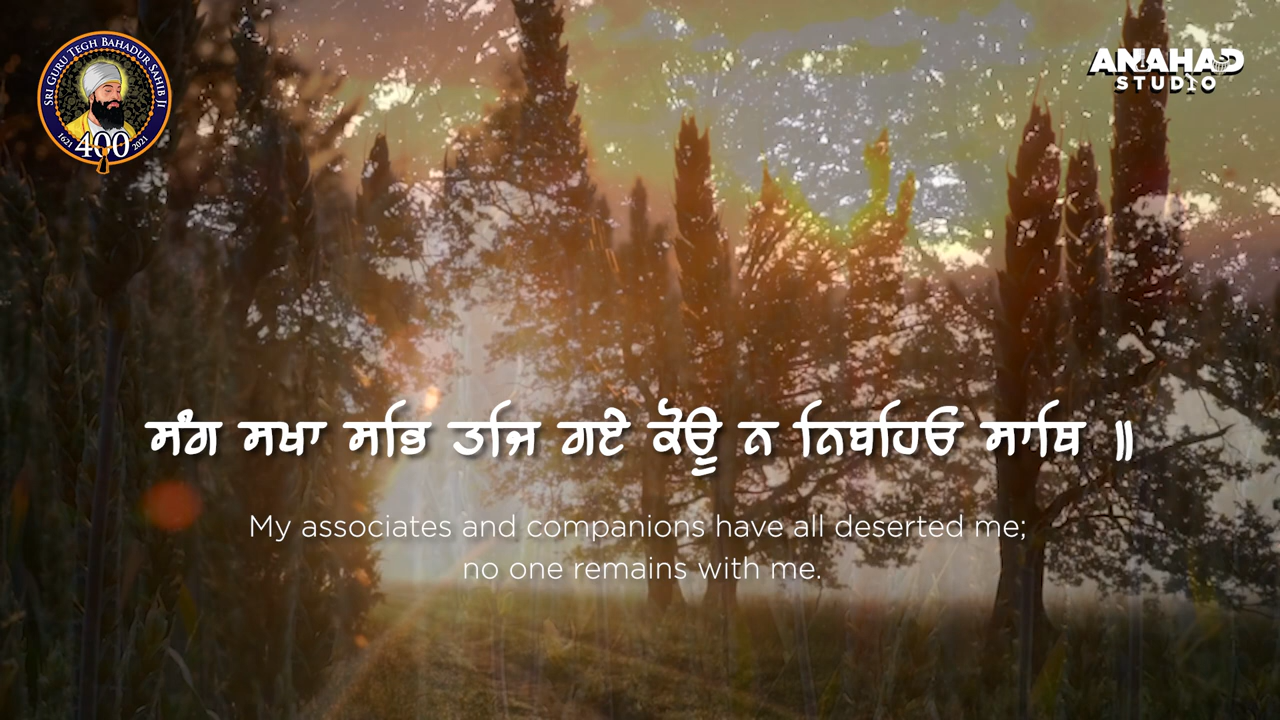 SRI GURU TEGH BAHADUR SAHIB JI
1621 400 2021
ANAHAD
STUDIO
ਸੰਗ ਸਖਾ ਸਭਿ ਤਜਿ ਗਏ ਕੋਊ ਨ ਨਿਬਹਿਓ ਸਾਥਿ ॥
My associates and companions have all deserted me;
no one remains with me.